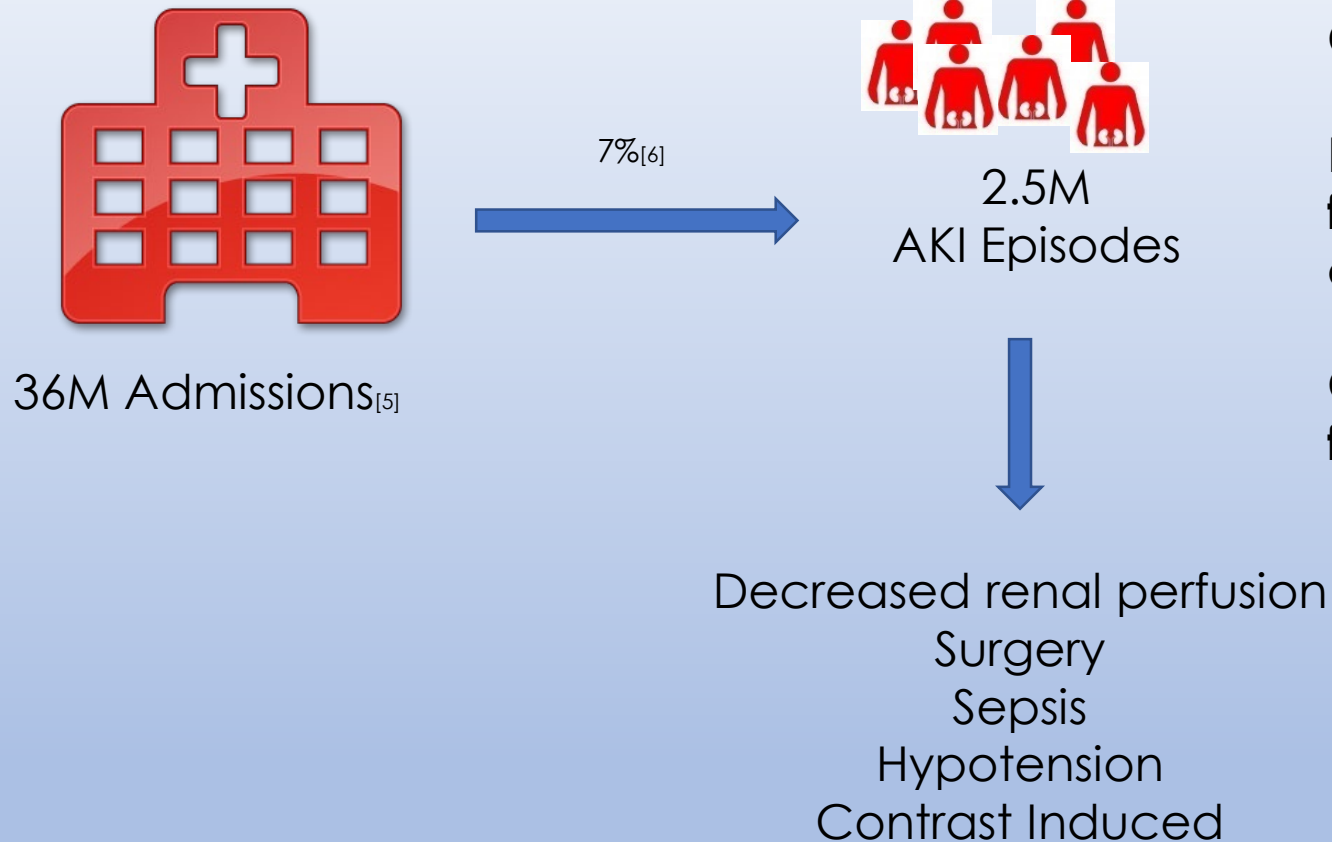 36M Admissions[5]
7%[6]
2.5M
AKI Episodes
Decreased renal perfusion
Surgery
Sepsis
Hypotension
Contrast Induced